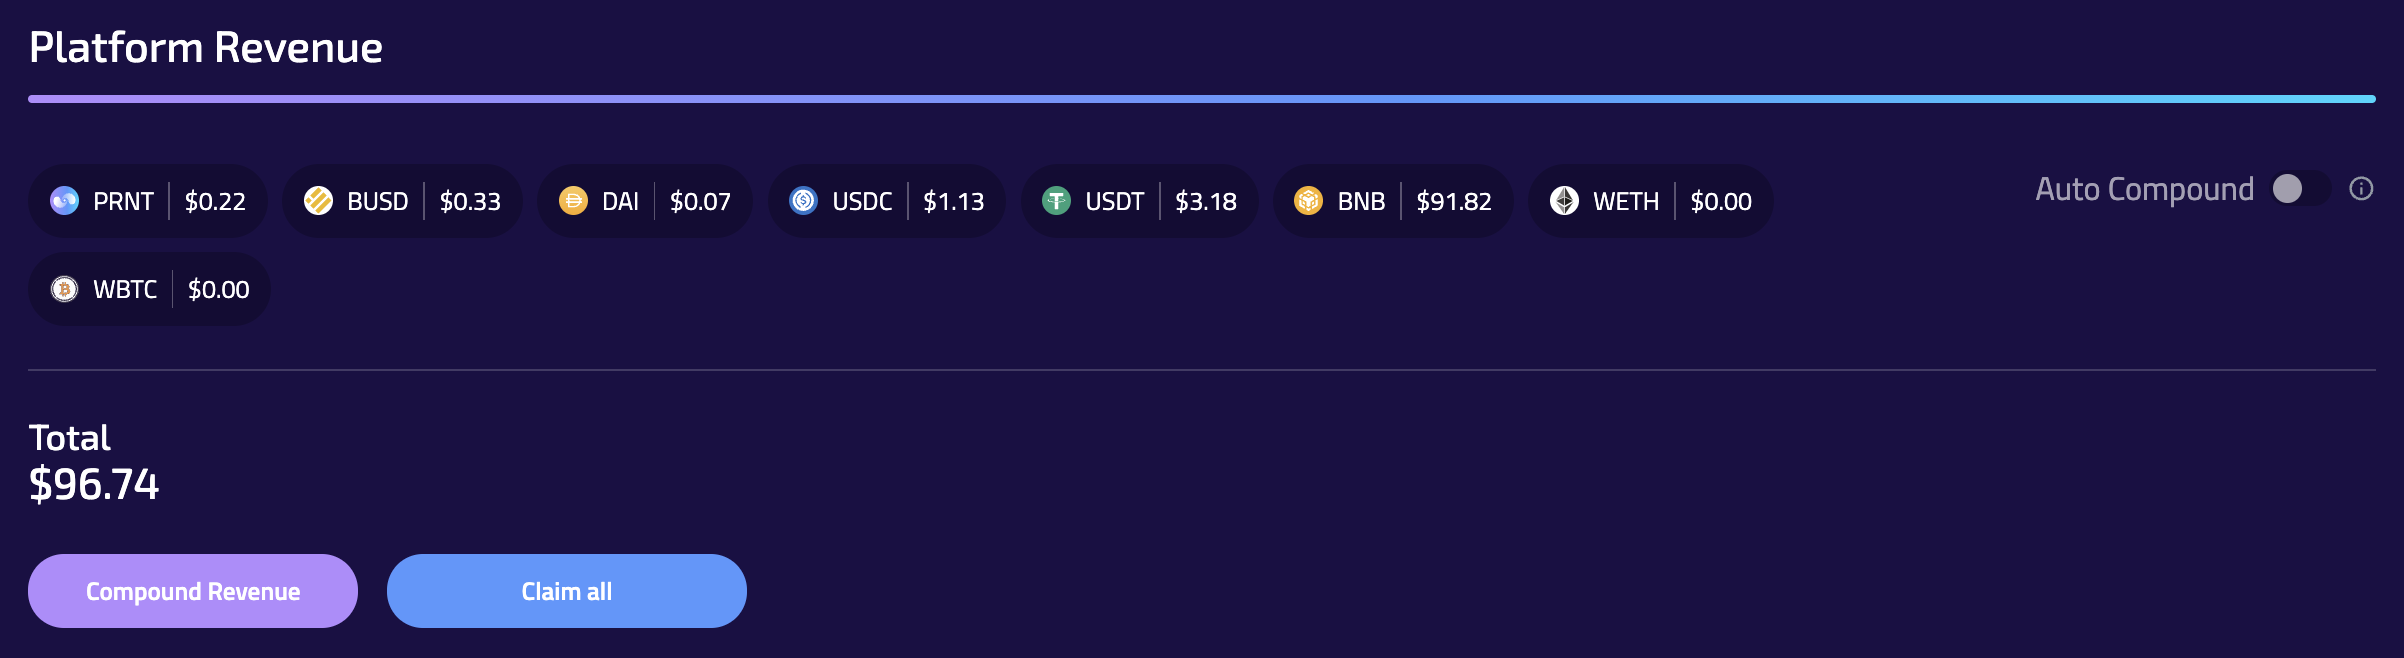 Platform Revenue
PRNT $0.22 BUSD $0.33 DAI $0.07 USDC $1.13 USDT $3.18 BNB $91.82 WETH $0.00 Auto Compound
WBTC $0.00
Total
$96.74
Compound Revenue Claim all